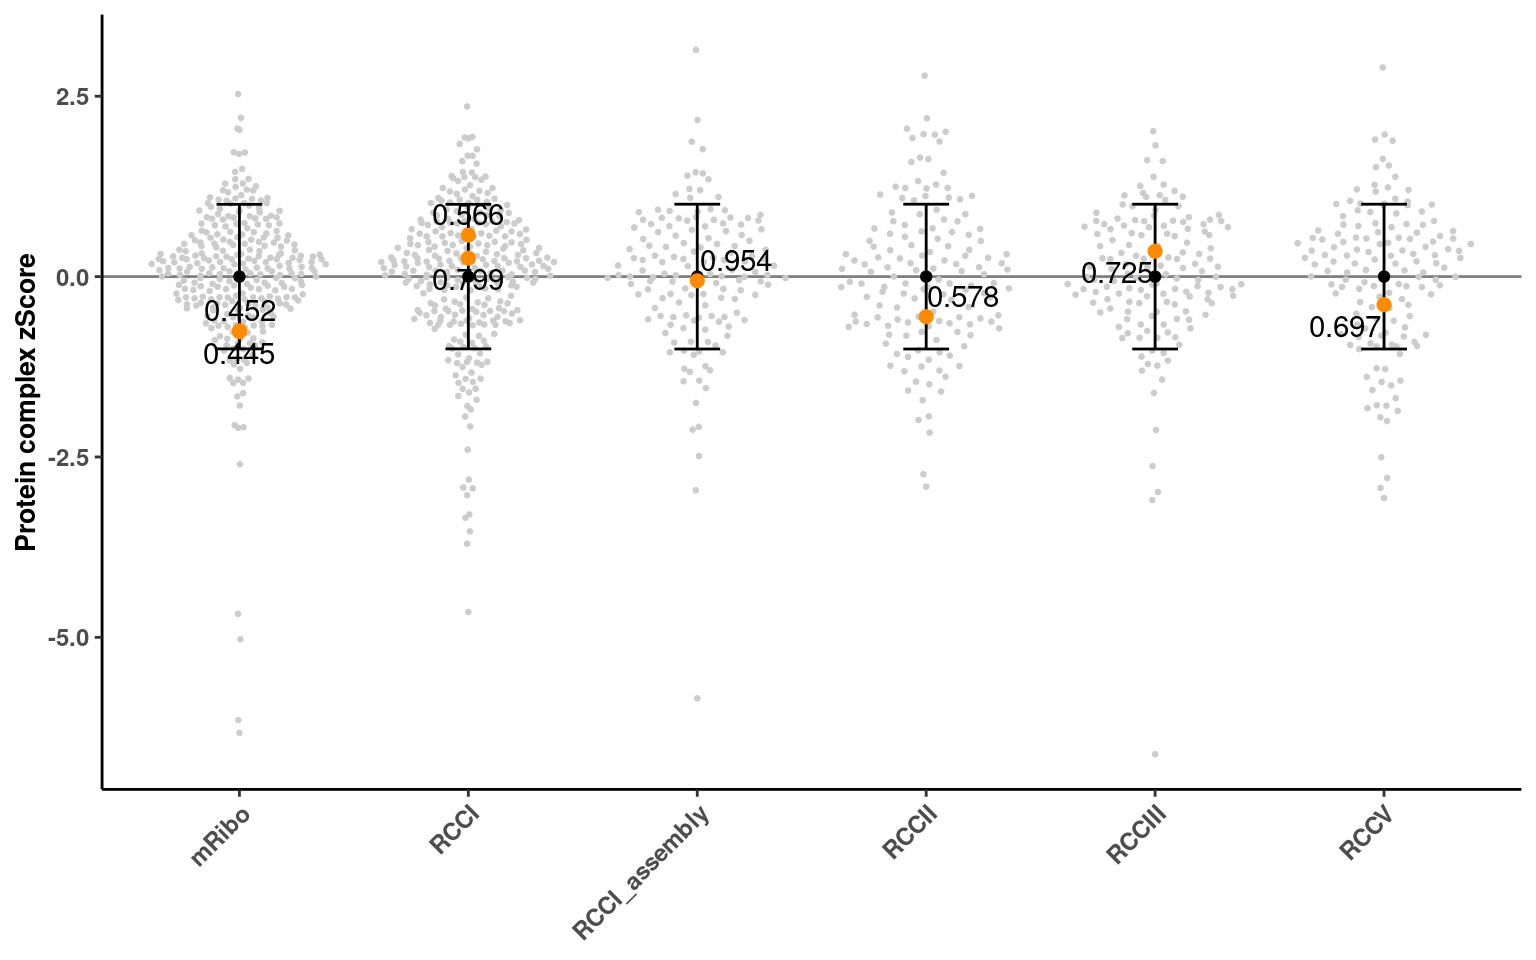 Protein complex zScore
2.5
0.0
-2.5
-5.0
0.452
0.445
0.566
0.799
0.954
0.578
0.725
0.697
mRibo
RCCI
RCCI_assembly
RCCII
RCCIII
RCCV